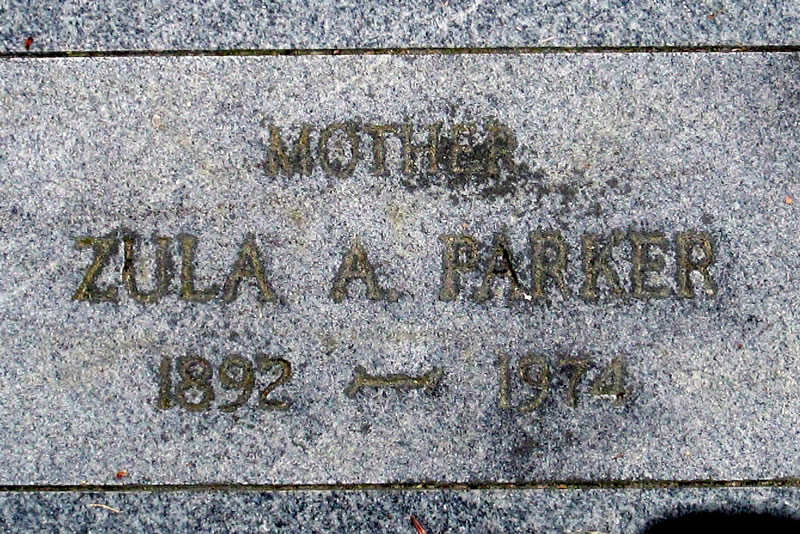 MOTHER
ZULA A. PARKER
1892 — 1974